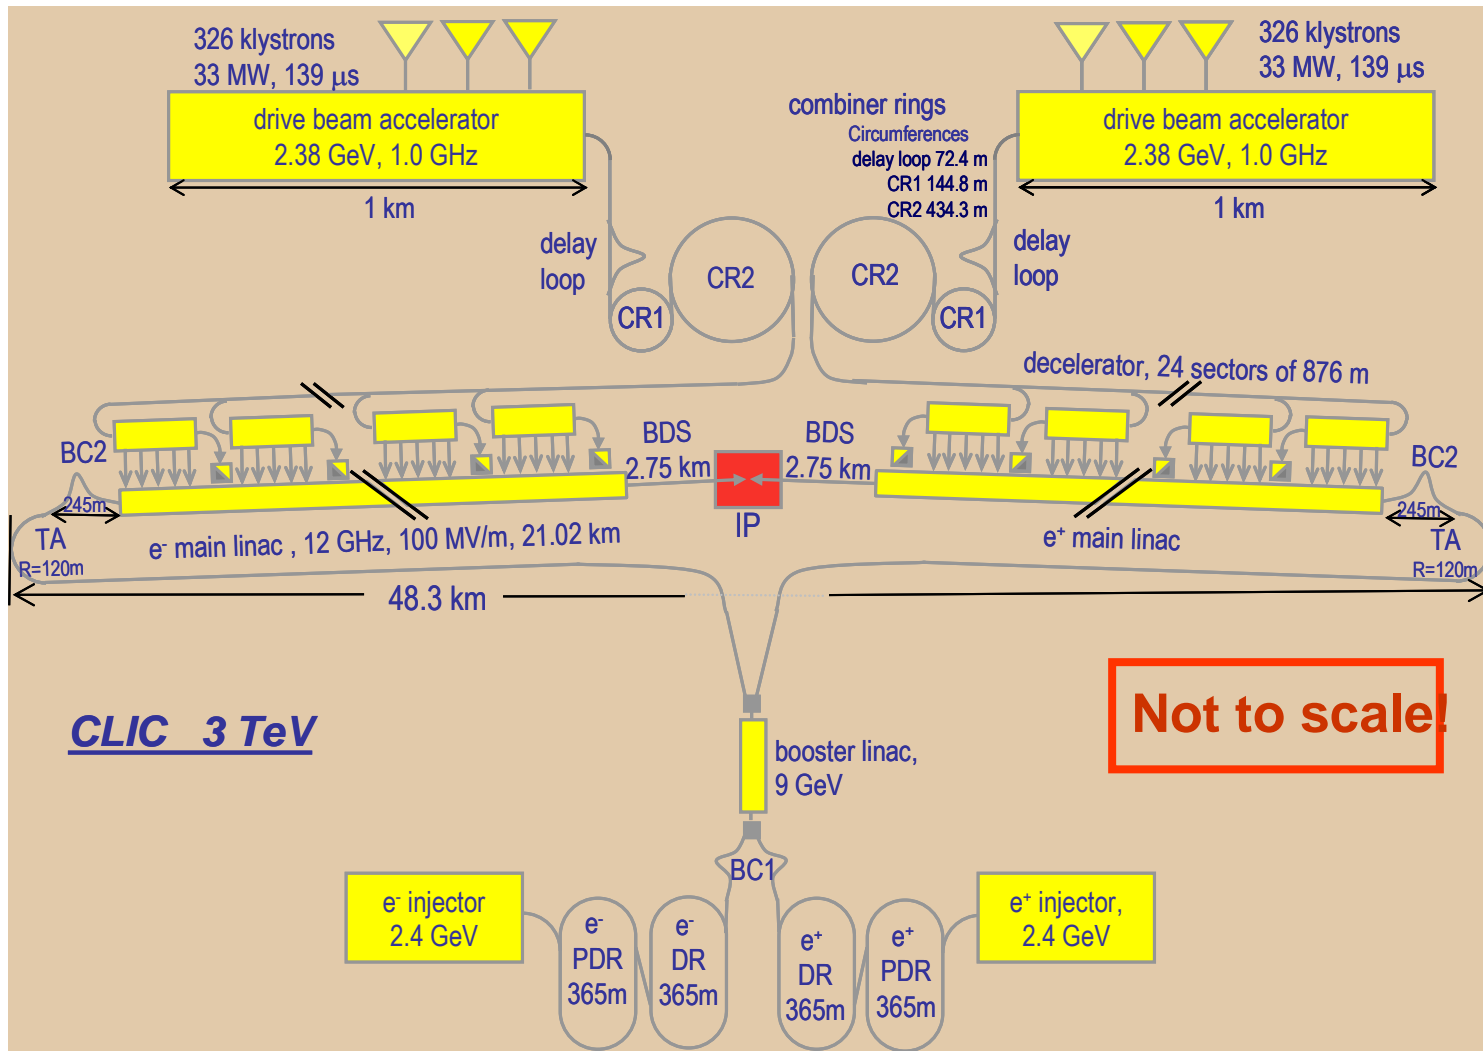 326 klystrons
33 MW, 139 μs
326 klystrons
33 MW, 139 μs
drive beam accelerator
2.38 GeV, 1.0 GHz
combiner rings
Circumferences
delay loop 72.4 m
CR1 144.8 m
CR2 434.3 m
drive beam accelerator
2.38 GeV, 1.0 GHz
1 km
1 km
delay
loop
CR2
CR1
CR2
CR1
delay
loop
decelerator, 24 sectors of 876 m
BC2
245m
TA
R=120m
BDS
2.75 km
IP
BDS
2.75 km
BC2
245m
TA
R=120m
e⁻ main linac , 12 GHz, 100 MV/m, 21.02 km
e⁺ main linac
48.3 km
CLIC 3 TeV
Not to scale!
booster linac,
9 GeV
BC1
e⁻ injector
2.4 GeV
e⁻
PDR
365m
e⁻
DR
365m
e⁺
DR
365m
e⁺
PDR
365m
e⁺ injector,
2.4 GeV